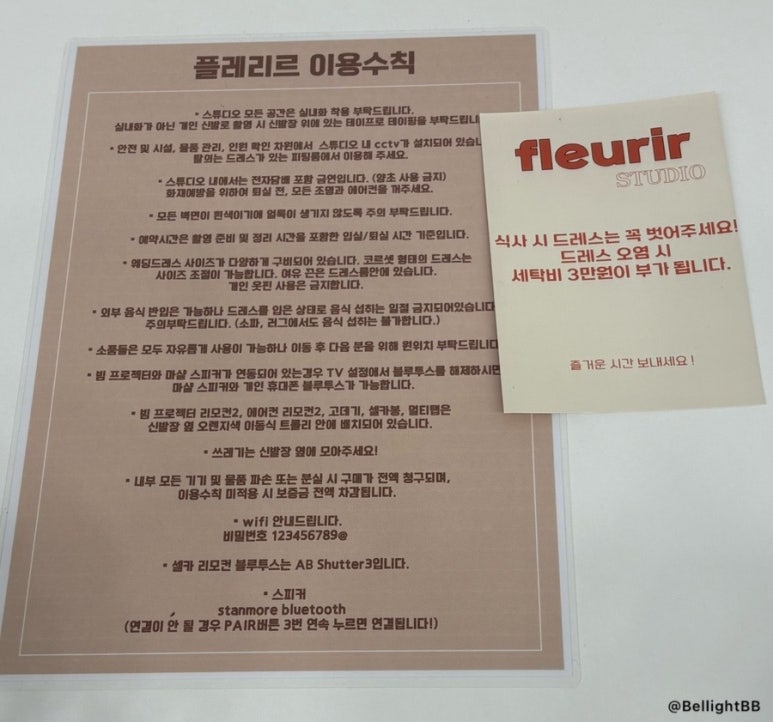 플레리르 이용수칙
* 스튜디오 모든 공간은 실내화 착용 부탁드립니다.
실내화가 아닌 개인 신발로 촬영 시 신발장 위에 있는 테이프로 테이핑을 부탁드립
* 안전 및 시설, 물품 관리, 인원 확인 차원에서 스튜디오 내 cctv가 설치되어 있습
탈의는 드레스가 있는 피팅룸에서 이용해 주세요.
* 스튜디오 내에서는 전자담배 포함 금연입니다. (양초 사용 금지)
화재예방을 위하여 퇴실 전, 모든 조명과 에어컨을 꺼주세요.
* 모든 벽면이 흰색이기에 얼룩이 생기지 않도록 주의 부탁드립니다.
* 예약시간은 촬영 준비 및 정리 시간을 포함한 입실/퇴실 시간 기준입니다.
* 웨딩드레스 사이즈가 다양하게 구비되어 있습니다. 코르셋 형태의 드레스는
사이즈 조절이 가능합니다. 여유 끈은 드레스룸안에 있습니다.
개인 옷핀 사용은 금지합니다.
* 외부 음식 반입은 가능하나 드레스를 입은 상태로 음식 섭취는 일절 금지되어있습니다
주의부탁드립니다. (소파, 러그에서도 음식 섭취는 불가합니다.)
* 소품들은 모두 자유롭게 사용이 가능하나 이동 후 다음 분을 위해 원위치 부탁드립니다
* 빔 프로젝터와 마샬 스피커가 연동되어 있는경우 TV 설정에서 블루투스를 해제하시면
마샬 스피커와 개인 휴대폰 블루투스가 가능합니다.
* 빔 프로젝터 리모컨2, 에어컨 리모컨2, 고데기, 셀카봉, 멀티탭은
신발장 옆 오렌지색 이동식 트롤리 안에 배치되어 있습니다.
* 쓰레기는 신발장 옆에 모아주세요!
* 내부 모든 기기 및 물품 파손 또는 분실 시 구매가 전액 청구되며,
이용수칙 미적용 시 보증금 전액 차감됩니다.
* wifi 안내드립니다.
비밀번호 123456789@
* 셀카 리모컨 블루투스는 AB Shutter3입니다.
* 스피커
stanmore bluetooth
(연결이 안 될 경우 PAIR버튼 3번 연속 누르면 연결됩니다!)
fleurir
STUDIO
식사 시 드레스는 꼭 벗어주세요!
드레스 오염 시
세탁비 3만원이 부가 됩니다.
즐거운 시간 보내세요!
@BellightBB